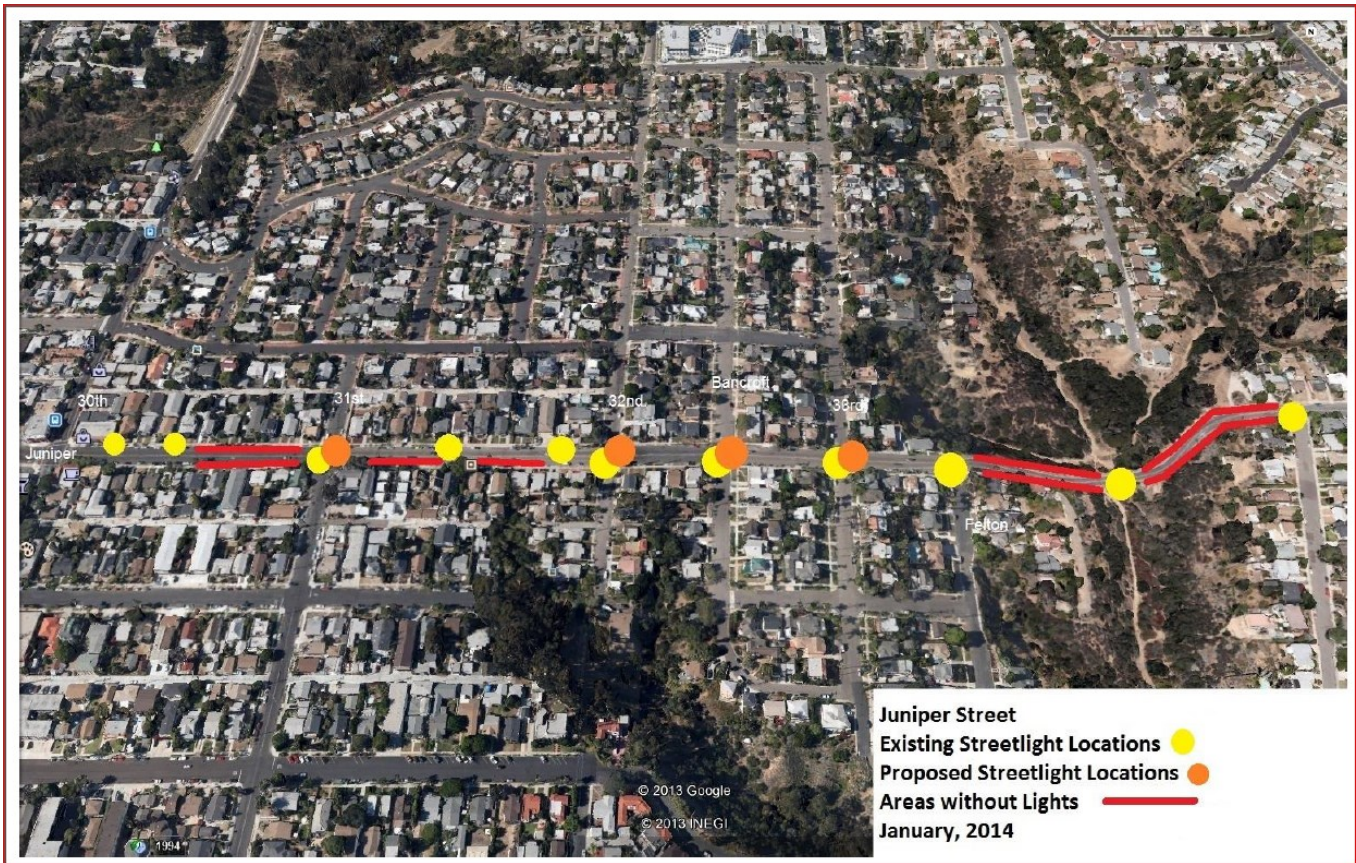 N
30th
31st
32nd
Bancroft
33rd
Juniper
Felton
Juniper Street
Existing Streetlight Locations
Proposed Streetlight Locations
Areas without Lights
January, 2014
© 2013 Google
© 2013 INEGI
1994